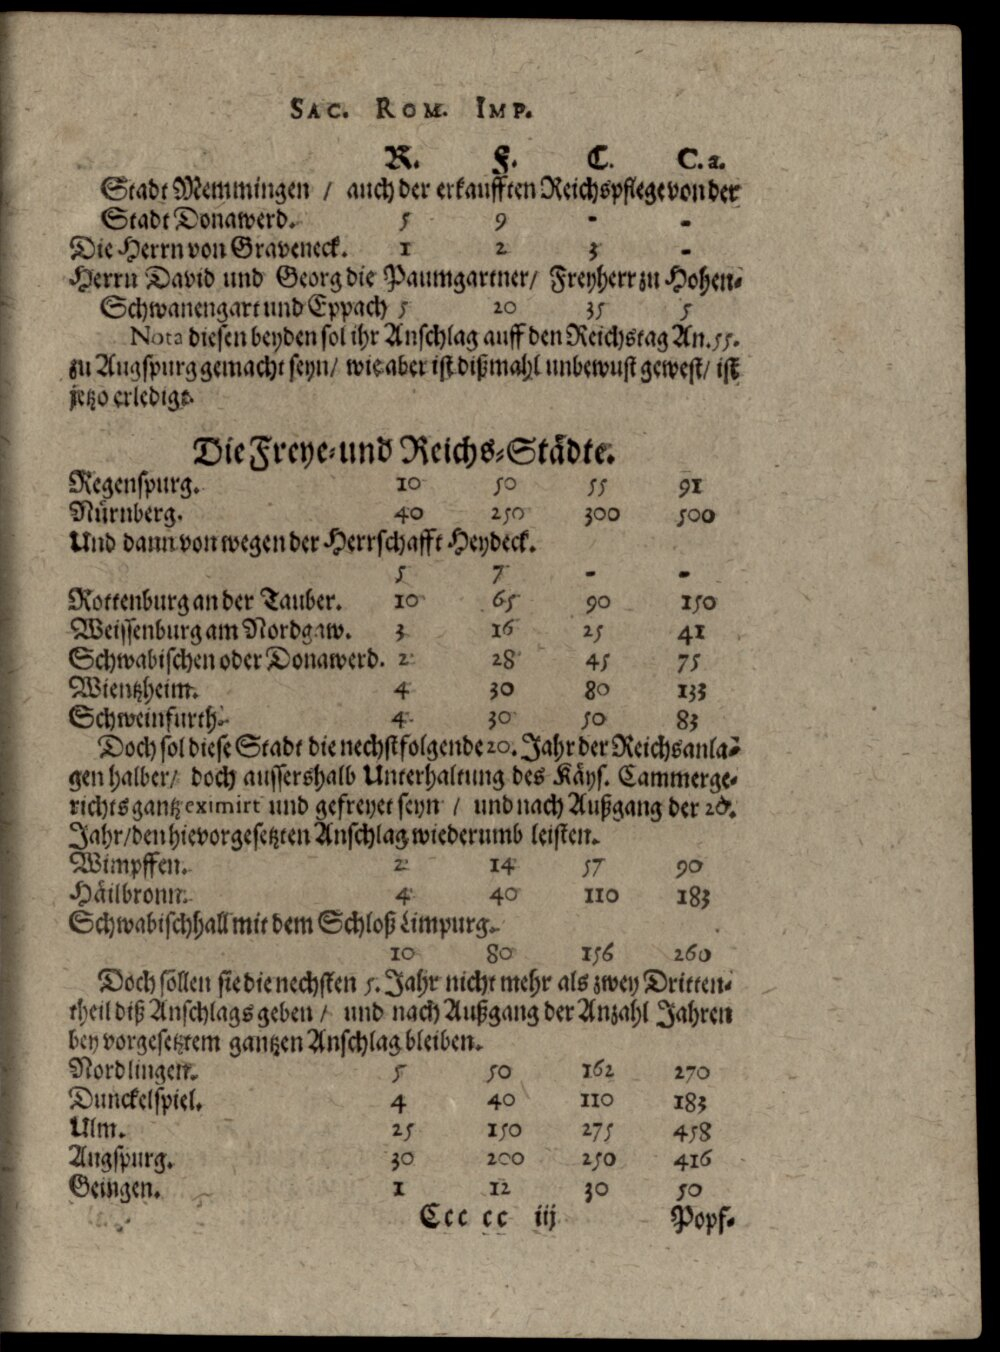 SAC. ROM. IMP.
R. F. C. C. a.
Stadt Memmingen / auch der erkaufften Reichspflege von der
Stadt Donawerd. 5 9 - -
Die Herrn von Graveneck. 1 2 3 -
Herrn David und Georg die Paumgartner/ Freyherr zu Hohen-
Schwanengart und Eppach 5 20 35 5
Nota diesen beyden sol ihr Anschlag auff den Reichstag An. 55.
zu Augspurg gemacht seyn/ wie aber ist dißmahl unbewust gewest/ ist
jetzo erledigt.
Die Freye-und Reichs-Städte.
Regenspurg. 10 50 55 91
Nürnberg. 40 250 300 500
Und dann von wegen der Herrschafft Heydeck.
5 7 - -
Rottenburg an der Tauber. 10 65 90 150
Weissenburg am Nordgaw. 3 16 25 41
Schwabischen oder Donawerd. 2 28 45 75
Wientzheim. 4 30 80 133
Schweinfurth. 4 30 50 83
Doch sol diese Stadt die nechstfolgende 20. Jahr der Reichsanla-
gen halber/ doch ausserhalb Unterhaltung des Käys. Cammerge-
richts gantz eximirt und gefreyet seyn / und nach Außgang der 20.
Jahr/den hievorgesetzten Anschlag wiederumb leisten.
Wimpffen. 2 14 57 90
Häilbronn. 4 40 110 183
Schwabischhall mit dem Schloß Limpurg.
10 80 156 260
Doch sollen sie die nechsten 5. Jahr nicht mehr als zwey Dritten-
theil diß Anschlags geben / und nach Außgang der Anzahl Jahren
bey vorgesetztem gantzen Anschlag bleiben.
Nordlingen. 5 50 162 270
Dunckelspiel. 4 40 110 183
Ulm. 25 150 275 458
Augspurg. 30 200 250 416
Geingen. 1 12 30 50
Ccc cc iij Popf-